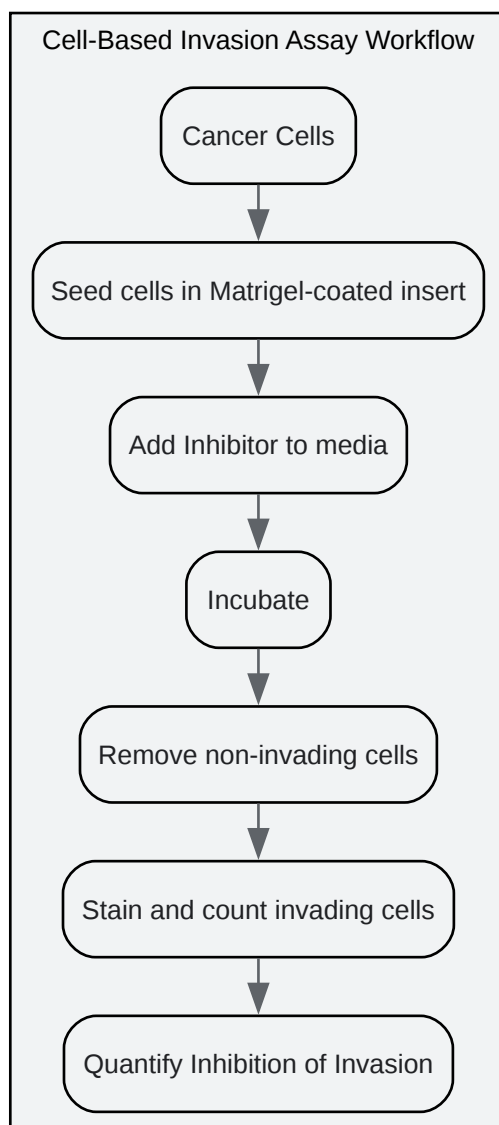 Cell-Based Invasion Assay Workflow
Cancer Cells
Seed cells in Matrigel-coated insert
Add Inhibitor to media
Incubate
Remove non-invading cells
Stain and count invading cells
Quantify Inhibition of Invasion